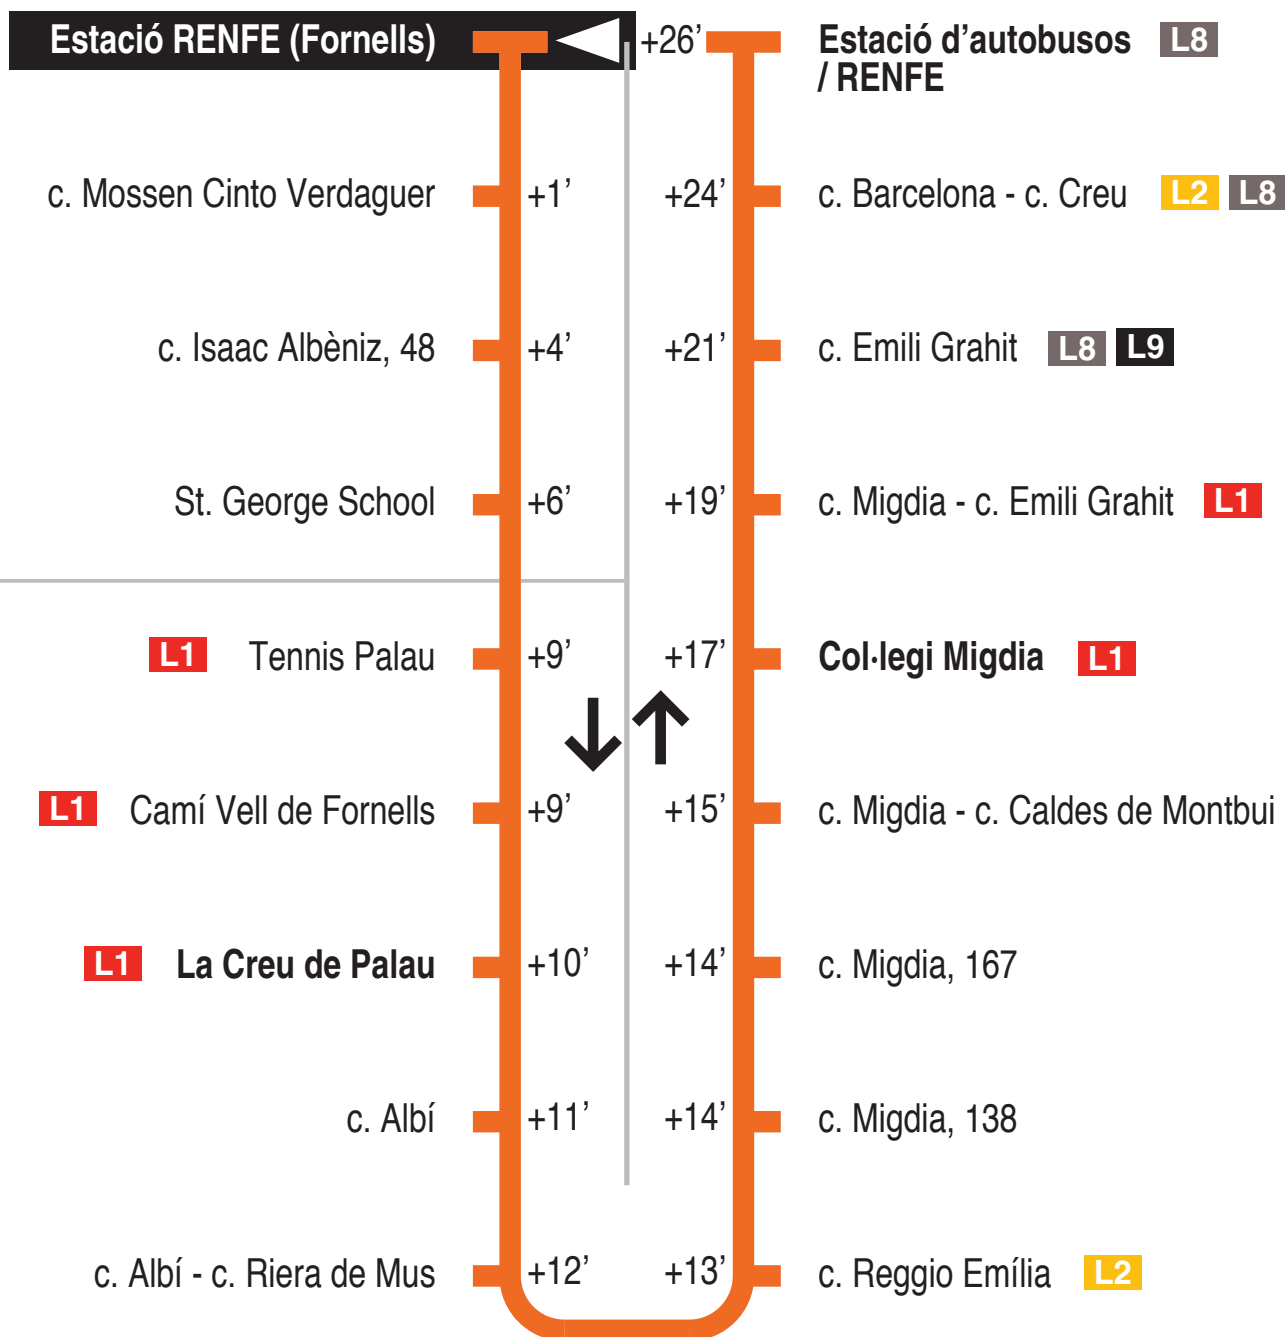 Estació RENFE (Fornells) +26’ Estació d’autobusos L8
/ RENFE
c. Mossen Cinto Verdaguer +1’ +24’ c. Barcelona - c. Creu L2 L8
c. Isaac Albèniz, 48 +4’ +21’ c. Emili Grahit L8 L9
St. George School +6’ +19’ c. Migdia - c. Emili Grahit L1
L1 Tennis Palau +9’ +17’ Col·legi Migdia L1
L1 Camí Vell de Fornells +9’ +15’ c. Migdia - c. Caldes de Montbui
L1 La Creu de Palau +10’ +14’ c. Migdia, 167
c. Albí +11’ +14’ c. Migdia, 138
c. Albí - c. Riera de Mus +12’ +13’ c. Reggio Emília L2